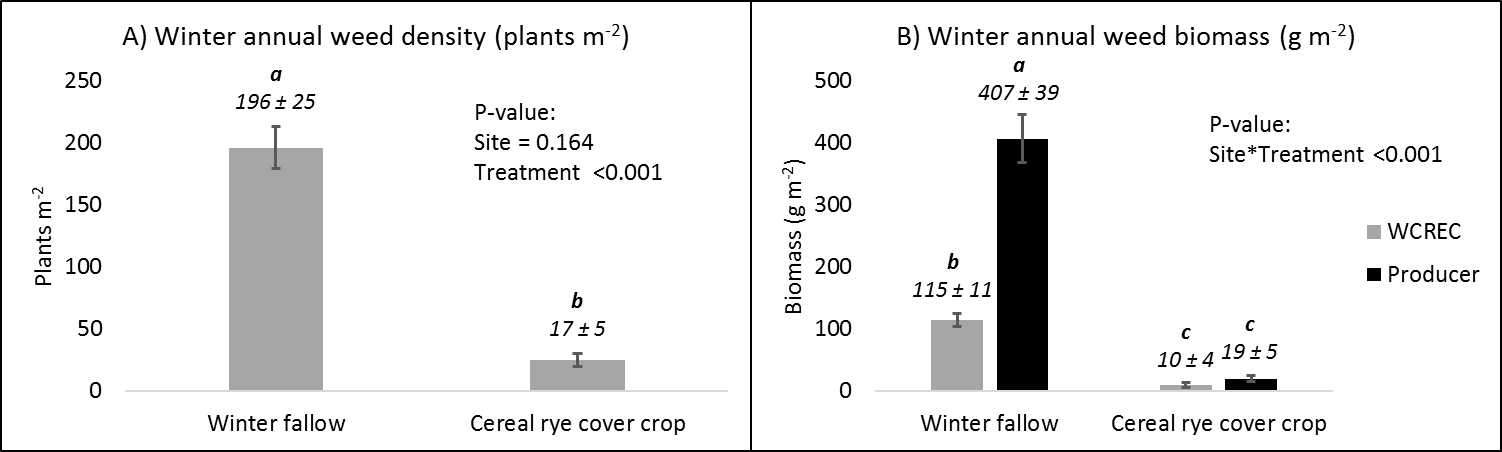 A) Winter annual weed density (plants m⁻²)
a
196 ± 25
P-value:
Site = 0.164
Treatment <0.001
b
17 ± 5
250
200
150
100
50
0
Plants m⁻²
Winter fallow
Cereal rye cover crop
B) Winter annual weed biomass (g m⁻²)
a
407 ± 39
P-value:
Site*Treatment <0.001
b
115 ± 11
c
10 ± 4
c
19 ± 5
500
400
300
200
100
0
Biomass (g m⁻²)
Winter fallow
Cereal rye cover crop
WCREC
Producer